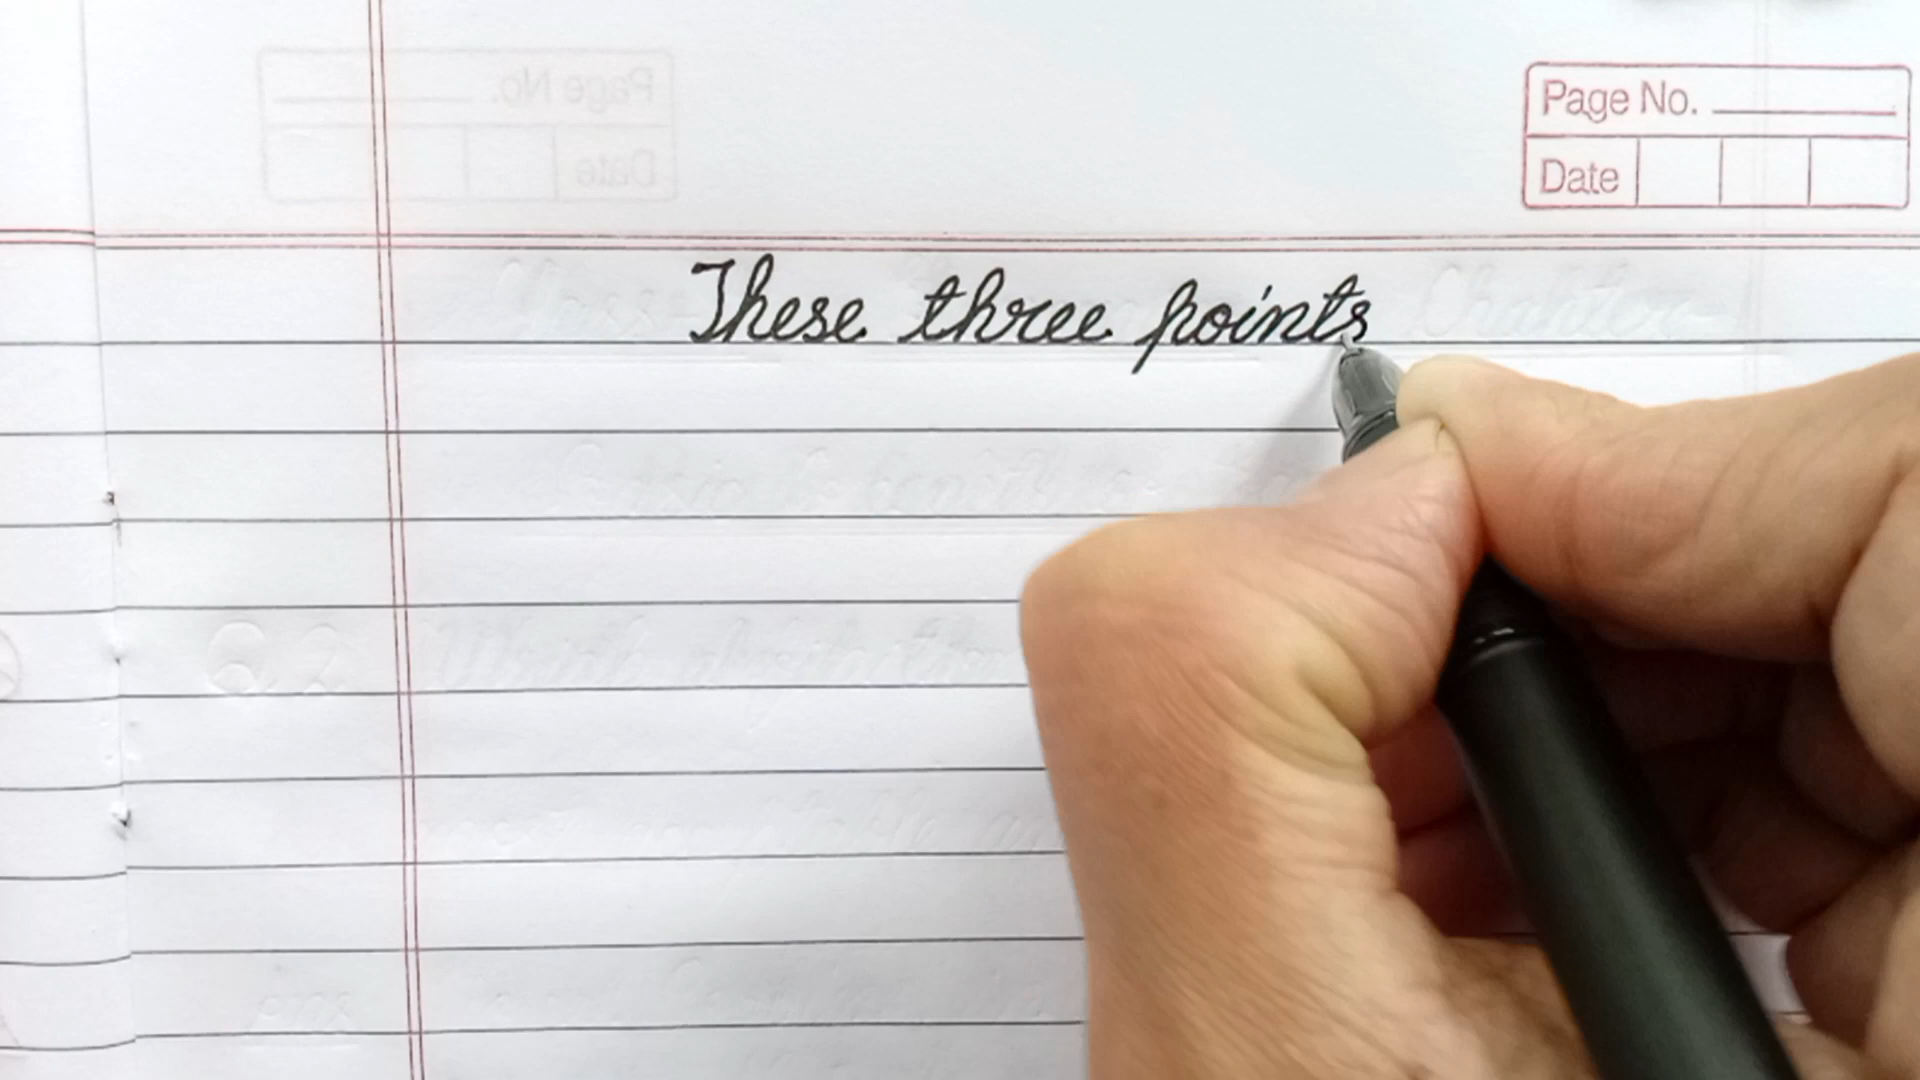 Page No.
Date
These three points